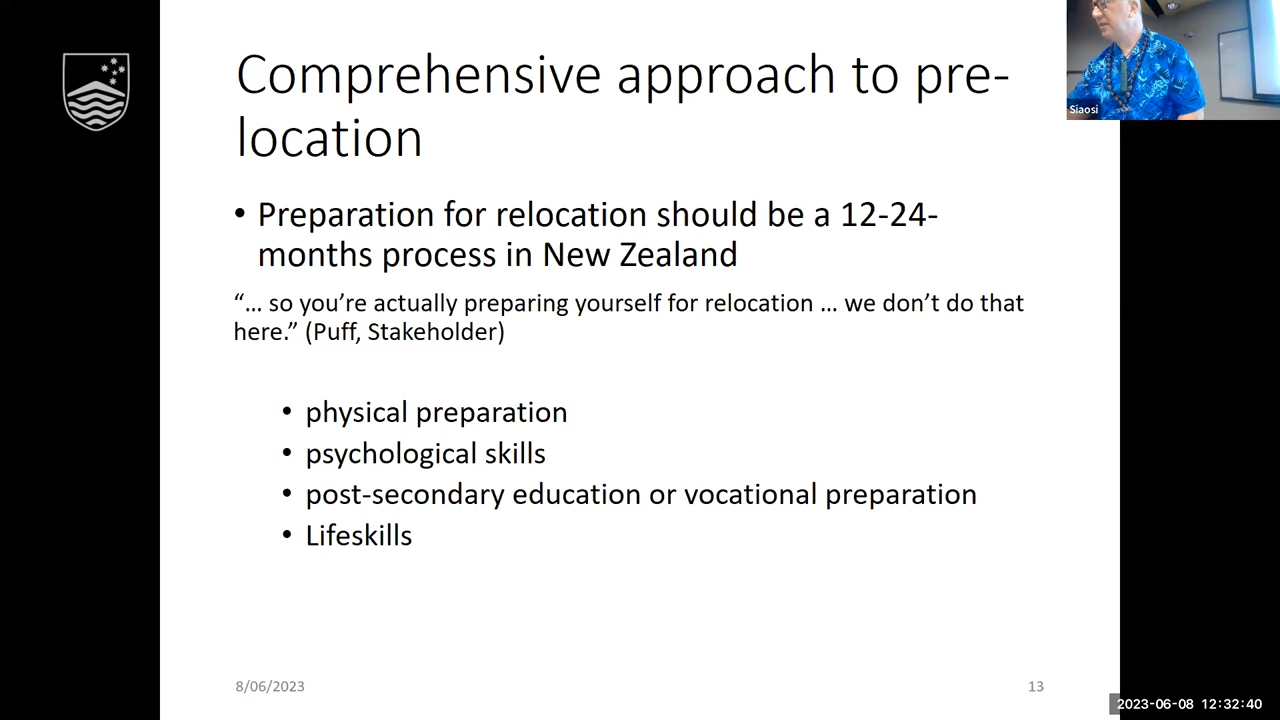 Comprehensive approach to pre-
location
• Preparation for relocation should be a 12-24-
months process in New Zealand
“… so you’re actually preparing yourself for relocation … we don’t do that
here.” (Puff, Stakeholder)
• physical preparation
• psychological skills
• post-secondary education or vocational preparation
• Lifeskills
8/06/2023
13
Siaosi
2023-06-08 12:32:40